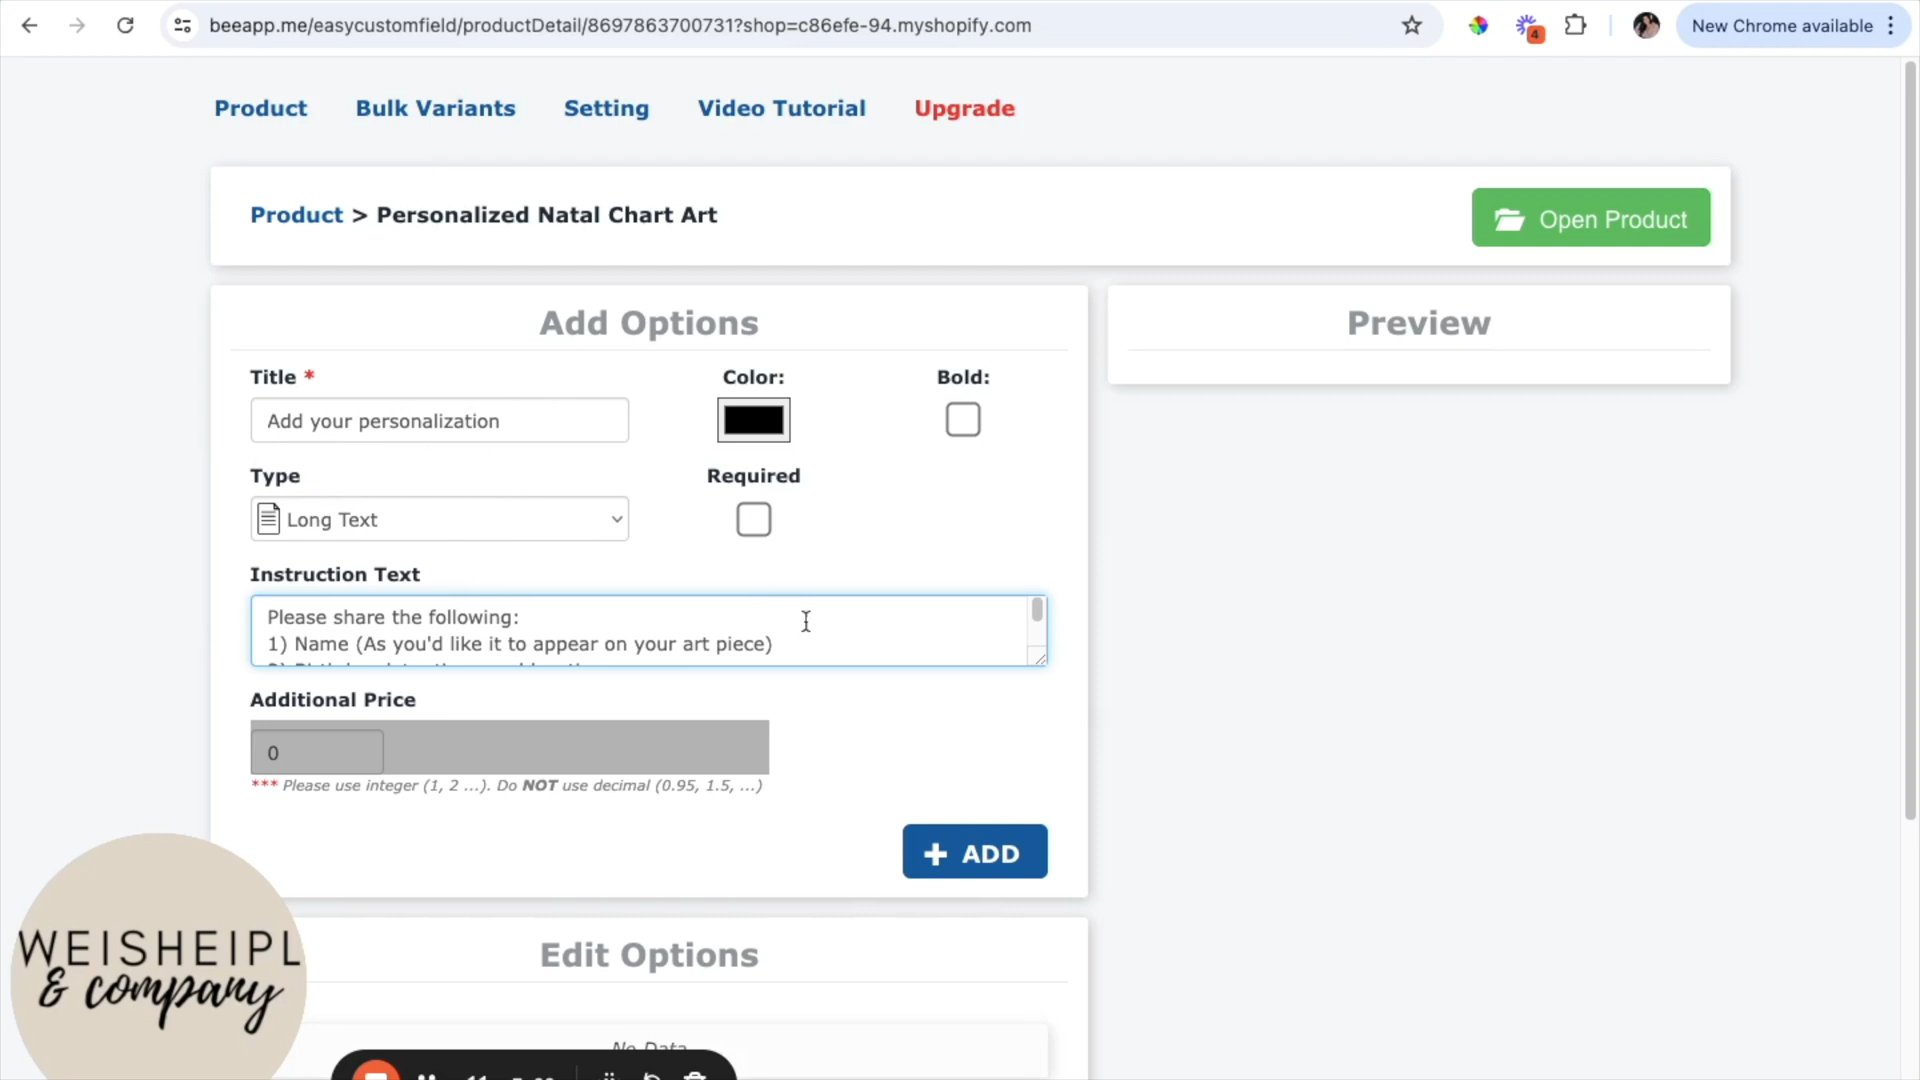 beeapp.me/easycustomfield/productDetail/8697863700731?shop=c86efe-94.myshopify.com
4
New Chrome available
Product Bulk Variants Setting Video Tutorial Upgrade
Product > Personalized Natal Chart Art
Open Product
Add Options
Preview
Title * Color: Bold:
Add your personalization
Type Required
Long Text
Instruction Text
Please share the following:
1) Name (As you'd like it to appear on your art piece)
Additional Price
0
*** Please use integer (1, 2 ...). Do NOT use decimal (0.95, 1.5, ...)
+ ADD
WEISHEIPL
& company
Edit Options
No Data